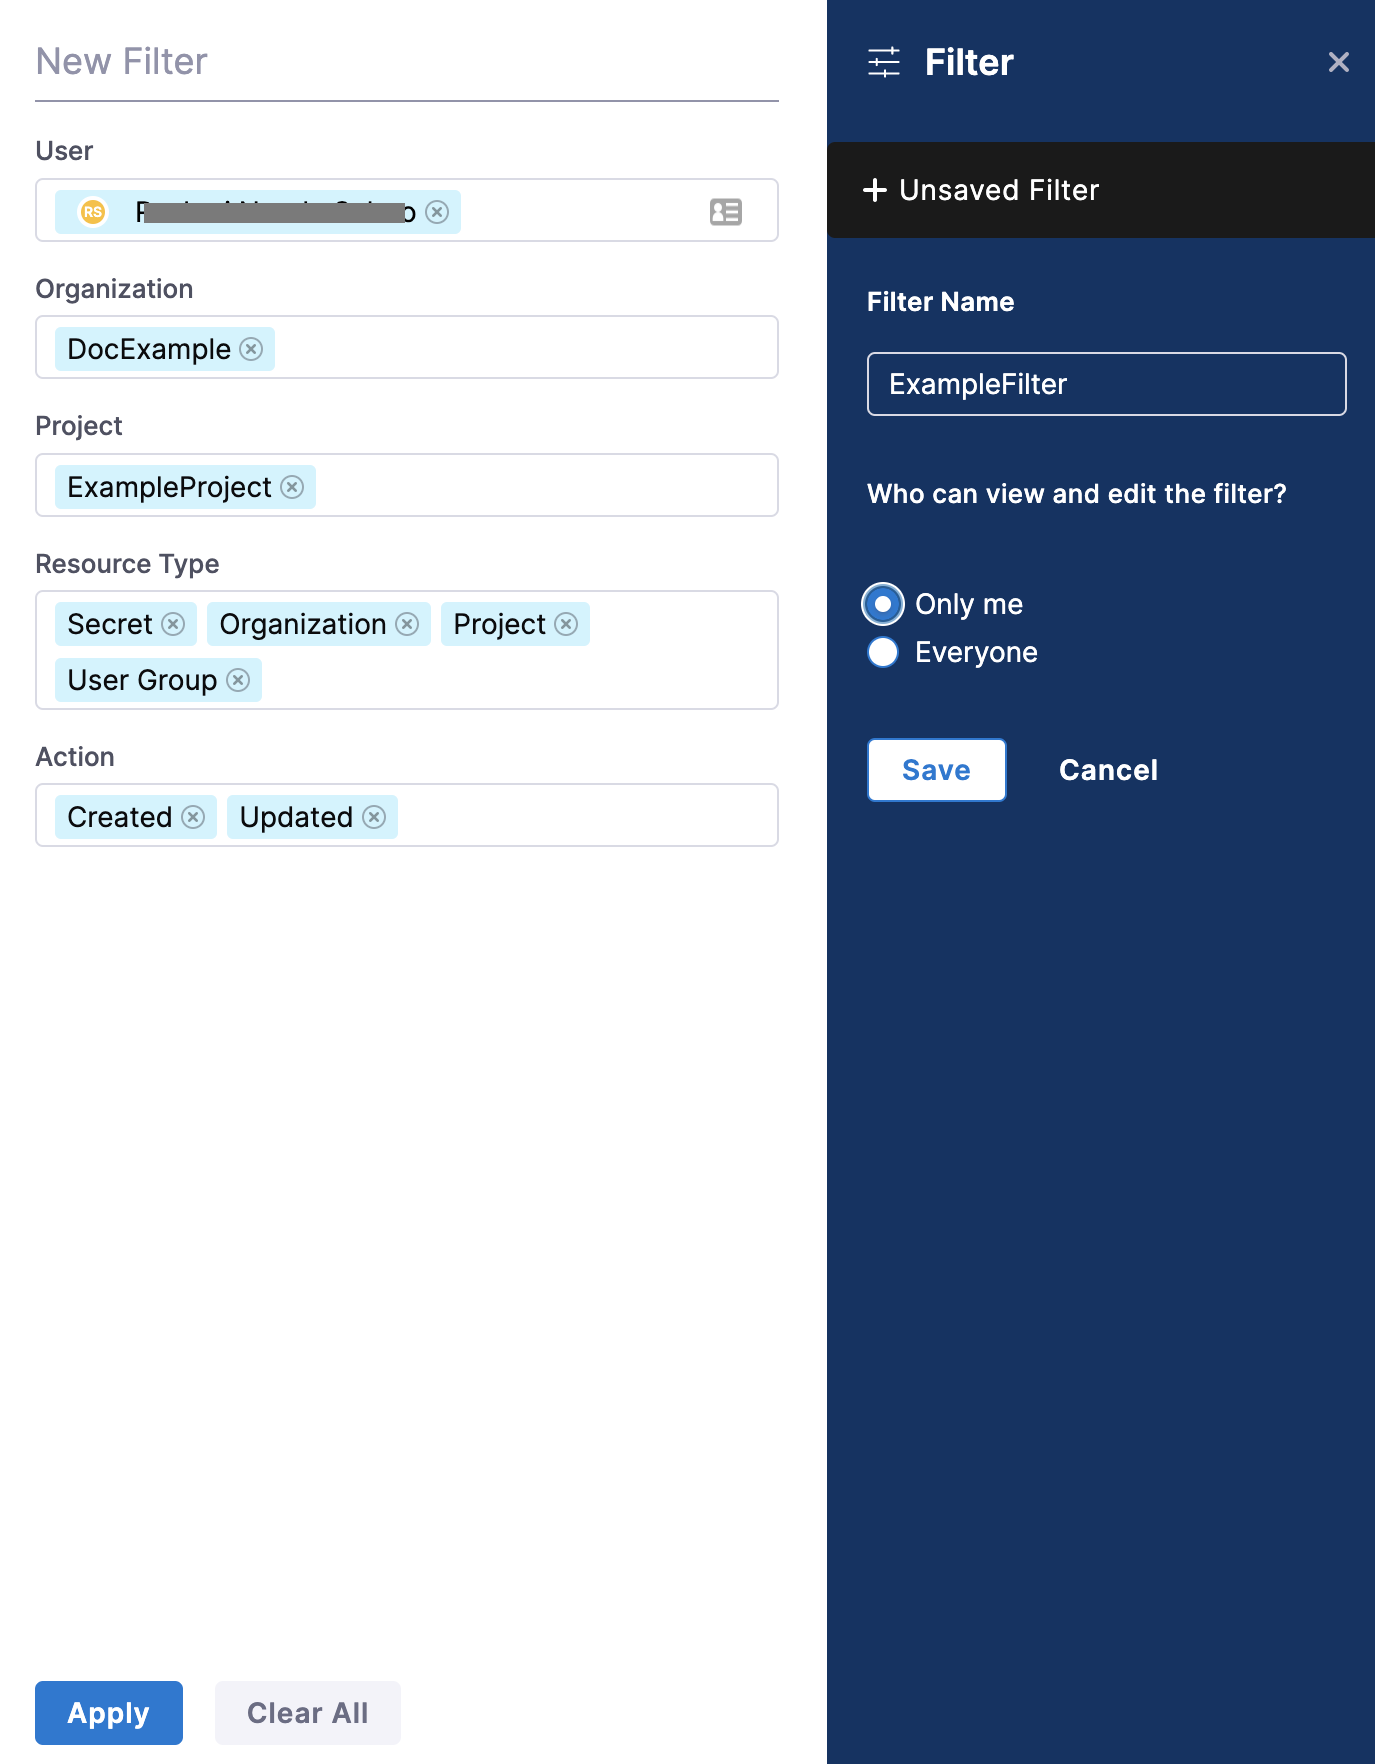 New Filter
User
RS
Organization
DocExample
Project
ExampleProject
Resource Type
Secret Organization Project
User Group
Action
Created Updated
Apply Clear All
Filter
Unsaved Filter
Filter Name
ExampleFilter
Who can view and edit the filter?
Only me
Everyone
Save Cancel